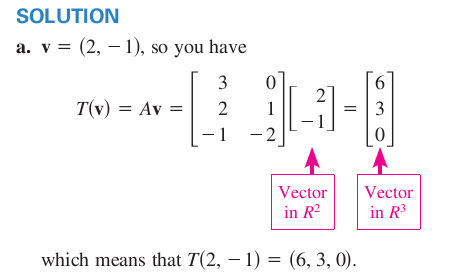 SOLUTION
a. v = (2, −1), so you have
T(v) = Av = [3 0; 2 1; −1 −2] [2; −1] = [6; 3; 0]
Vector in R² Vector in R³
which means that T(2, −1) = (6, 3, 0).